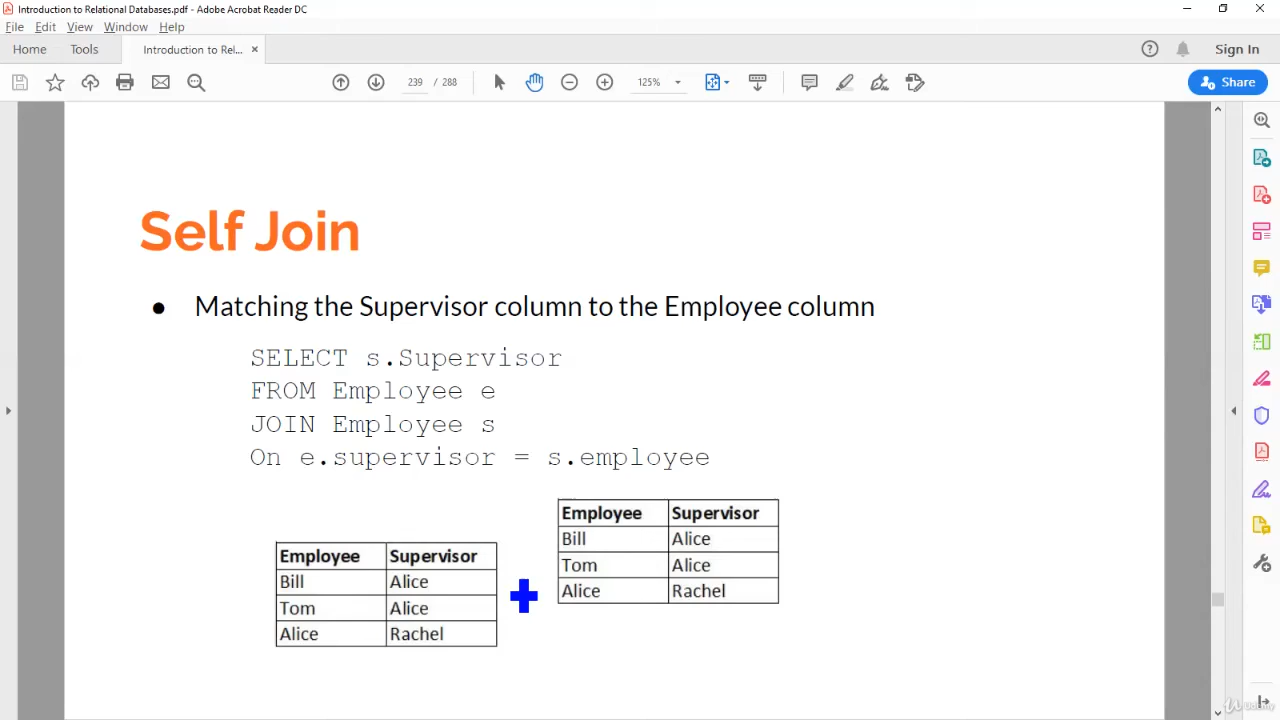 Introduction to Relational Databases.pdf - Adobe Acrobat Reader DC
File Edit View Window Help
Home Tools Introduction to Rel... × Sign In
239 / 288 125% Share
Self Join
● Matching the Supervisor column to the Employee column
SELECT s.Supervisor
FROM Employee e
JOIN Employee s
On e.supervisor = s.employee
Employee Supervisor
Bill Alice
Tom Alice
Alice Rachel
Employee Supervisor
Bill Alice
Tom Alice
Alice Rachel
Udemy